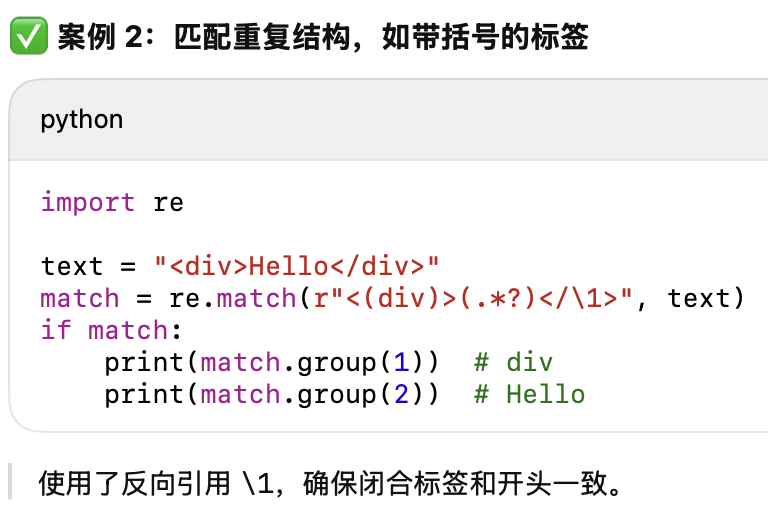 ✅ 案例 2：匹配重复结构，如带括号的标签
python
import re
text = "<div>Hello</div>"
match = re.match(r"<(div)>(.*?)</\1>", text)
if match:
    print(match.group(1))  # div
    print(match.group(2))  # Hello
使用了反向引用 \1，确保闭合标签和开头一致。